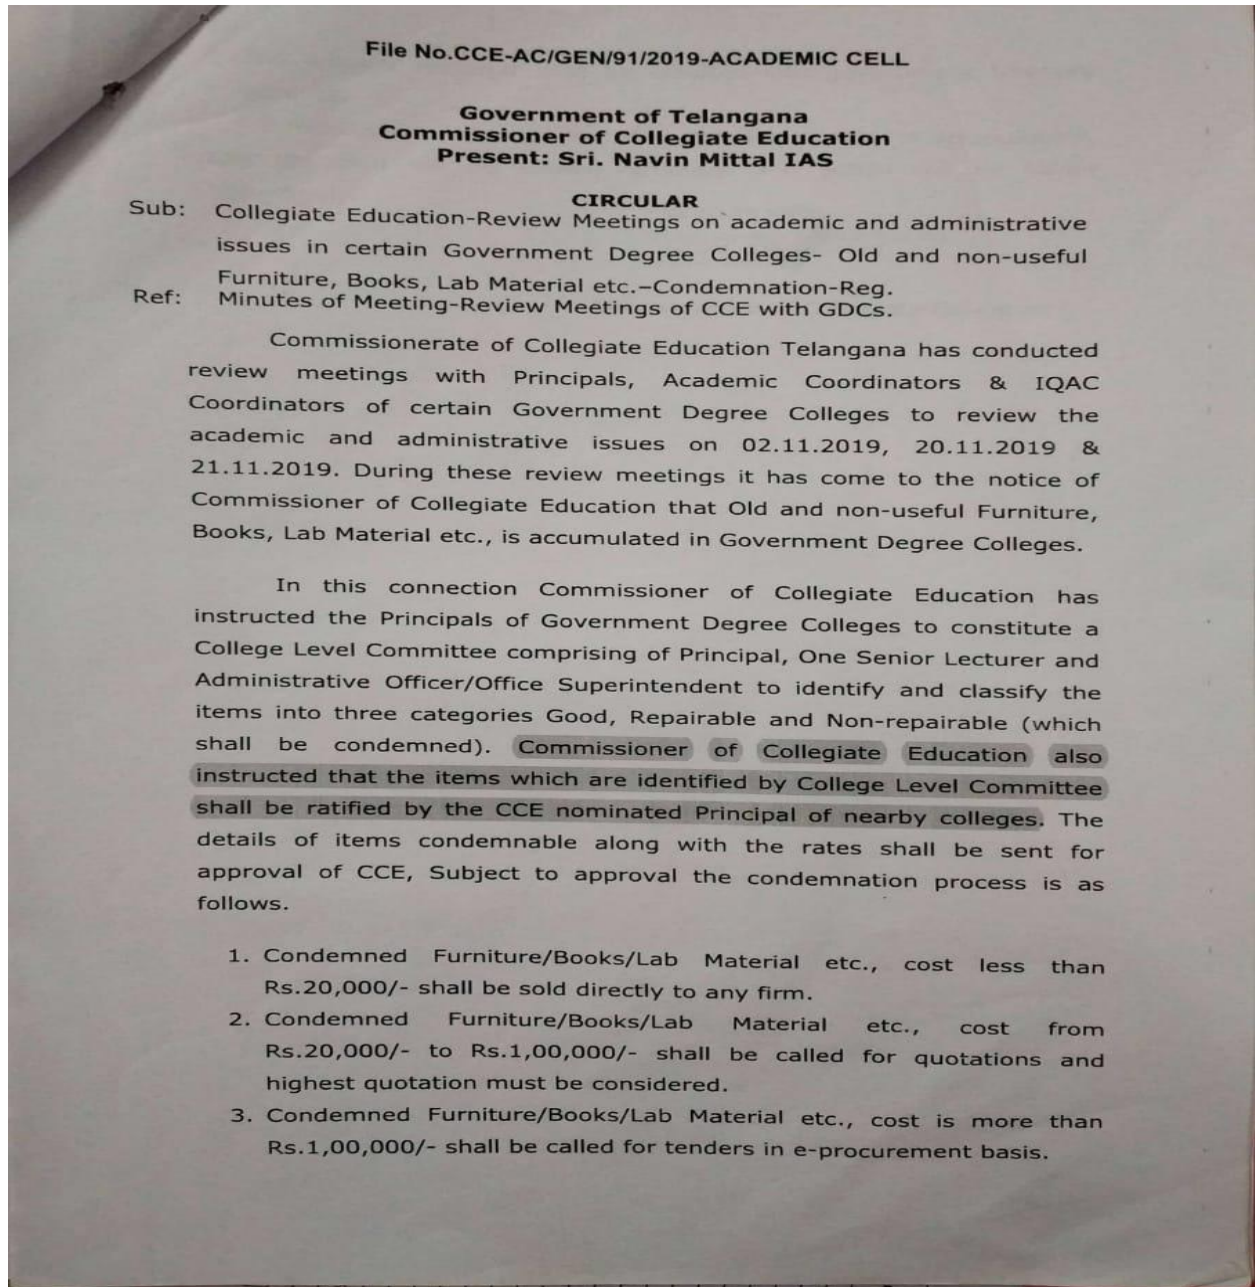 File No.CCE-AC/GEN/91/2019-ACADEMIC CELL
Government of Telangana
Commissioner of Collegiate Education
Present: Sri. Navin Mittal IAS
CIRCULAR
Sub: Collegiate Education-Review Meetings on academic and administrative
issues in certain Government Degree Colleges- Old and non-useful
Furniture, Books, Lab Material etc.–Condemnation-Reg.
Ref: Minutes of Meeting-Review Meetings of CCE with GDCs.
Commissionerate of Collegiate Education Telangana has conducted
review meetings with Principals, Academic Coordinators & IQAC
Coordinators of certain Government Degree Colleges to review the
academic and administrative issues on 02.11.2019, 20.11.2019 &
21.11.2019. During these review meetings it has come to the notice of
Commissioner of Collegiate Education that Old and non-useful Furniture,
Books, Lab Material etc., is accumulated in Government Degree Colleges.
In this connection Commissioner of Collegiate Education has
instructed the Principals of Government Degree Colleges to constitute a
College Level Committee comprising of Principal, One Senior Lecturer and
Administrative Officer/Office Superintendent to identify and classify the
items into three categories Good, Repairable and Non-repairable (which
shall be condemned). Commissioner of Collegiate Education also
instructed that the items which are identified by College Level Committee
shall be ratified by the CCE nominated Principal of nearby colleges. The
details of items condemnable along with the rates shall be sent for
approval of CCE, Subject to approval the condemnation process is as
follows.
1. Condemned Furniture/Books/Lab Material etc., cost less than
Rs.20,000/- shall be sold directly to any firm.
2. Condemned Furniture/Books/Lab Material etc., cost from
Rs.20,000/- to Rs.1,00,000/- shall be called for quotations and
highest quotation must be considered.
3. Condemned Furniture/Books/Lab Material etc., cost is more than
Rs.1,00,000/- shall be called for tenders in e-procurement basis.